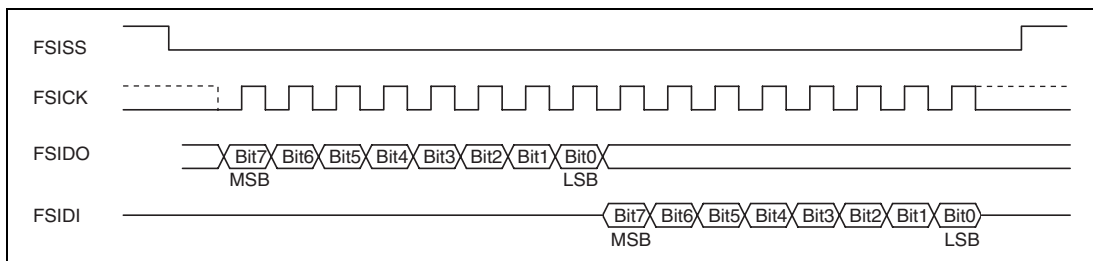 FSISS
FSICK
FSIDO Bit7 Bit6 Bit5 Bit4 Bit3 Bit2 Bit1 Bit0
MSB LSB
FSIDI Bit7 Bit6 Bit5 Bit4 Bit3 Bit2 Bit1 Bit0
MSB LSB